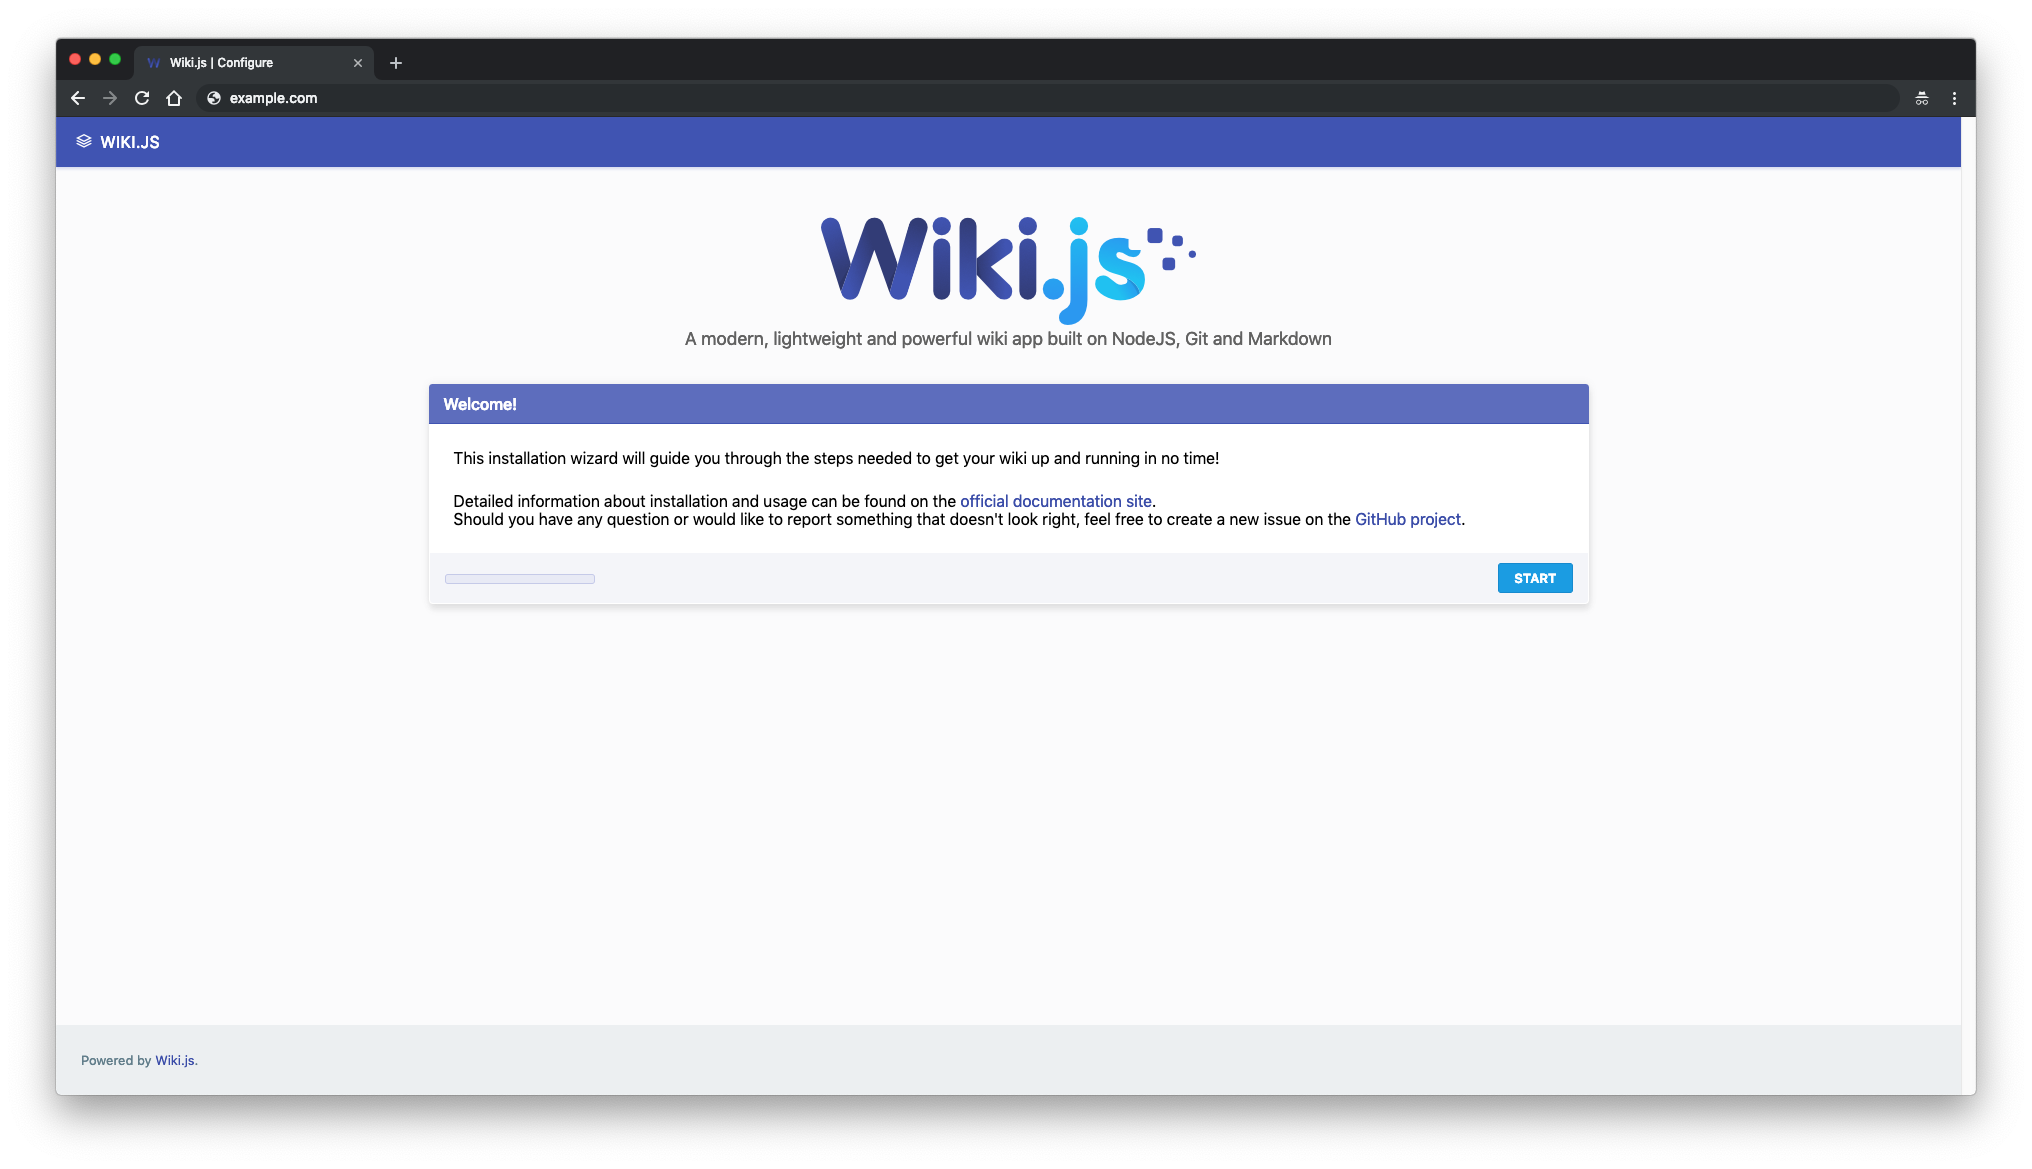 Wiki.js | Configure
example.com
WIKI.JS
Wiki.js
A modern, lightweight and powerful wiki app built on NodeJS, Git and Markdown
Welcome!
This installation wizard will guide you through the steps needed to get your wiki up and running in no time!
Detailed information about installation and usage can be found on the official documentation site.
Should you have any question or would like to report something that doesn't look right, feel free to create a new issue on the GitHub project.
START
Powered by Wiki.js.